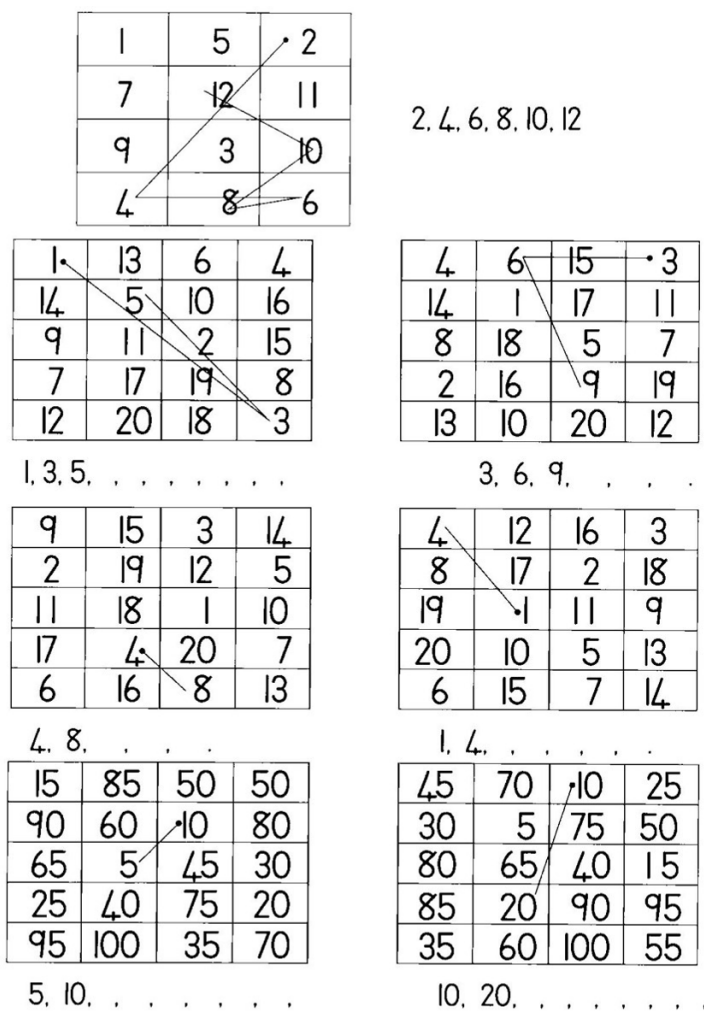 1 5 2
7 12 11
9 3 10
4 8 6
2, 4, 6, 8, 10, 12
1 13 6 4
14 5 10 16
9 11 2 15
7 17 19 8
12 20 18 3
1, 3, 5, , , , , , , ,
4 6 15 3
14 1 17 11
8 18 5 7
2 16 9 19
13 10 20 12
3, 6, 9, , , .
9 15 3 14
2 19 12 5
11 18 1 10
17 4 20 7
6 16 8 13
4, 8, , , .
4 12 16 3
8 17 2 18
19 1 11 9
20 10 5 13
6 15 7 14
1, 4, , , , , .
15 85 50 50
90 60 10 80
65 5 45 30
25 40 75 20
95 100 35 70
5, 10, , , , , , ,
45 70 10 25
30 5 75 50
80 65 40 15
85 20 90 95
35 60 100 55
10, 20, , , , , , , ,